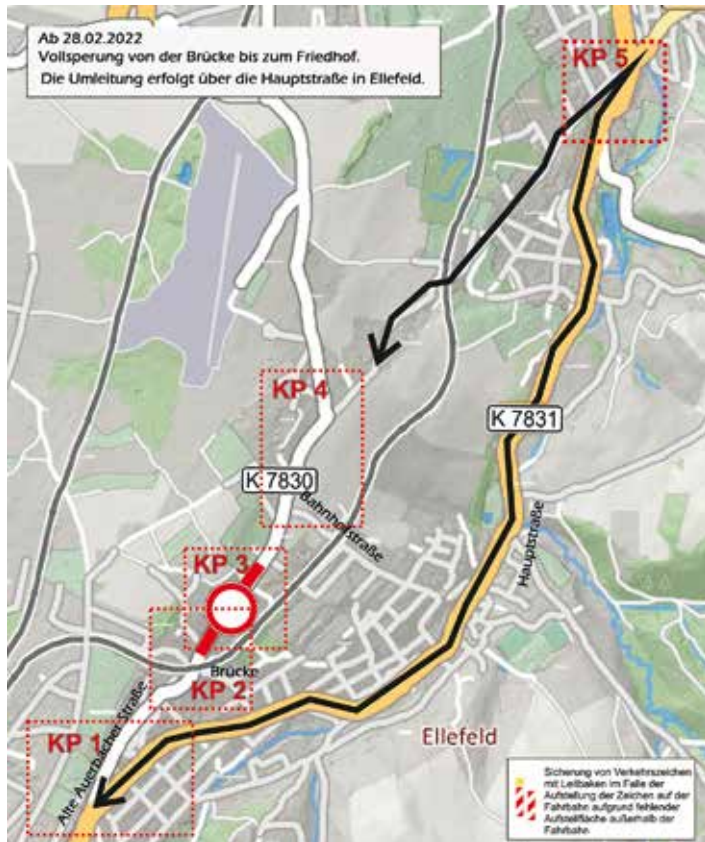 Ab 28.02.2022
Vollsperung von der Brücke bis zum Friedhof.
Die Umleitung erfolgt über die Hauptstraße in Ellefeld.
KP 5
KP 4
K 7831
K 7830
Bahnhofstraße
Hauptstraße
KP 3
Brücke
KP 2
Alte Auerbacher Straße
KP 1
Ellefeld
Sicherung von Verkehrszeichen
mit Leitbaken im Falle der
Aufstellung der Zeichen auf der
Fahrbahn aufgrund fehlender
Aufstellfläche außerhalb der
Fahrbahn.